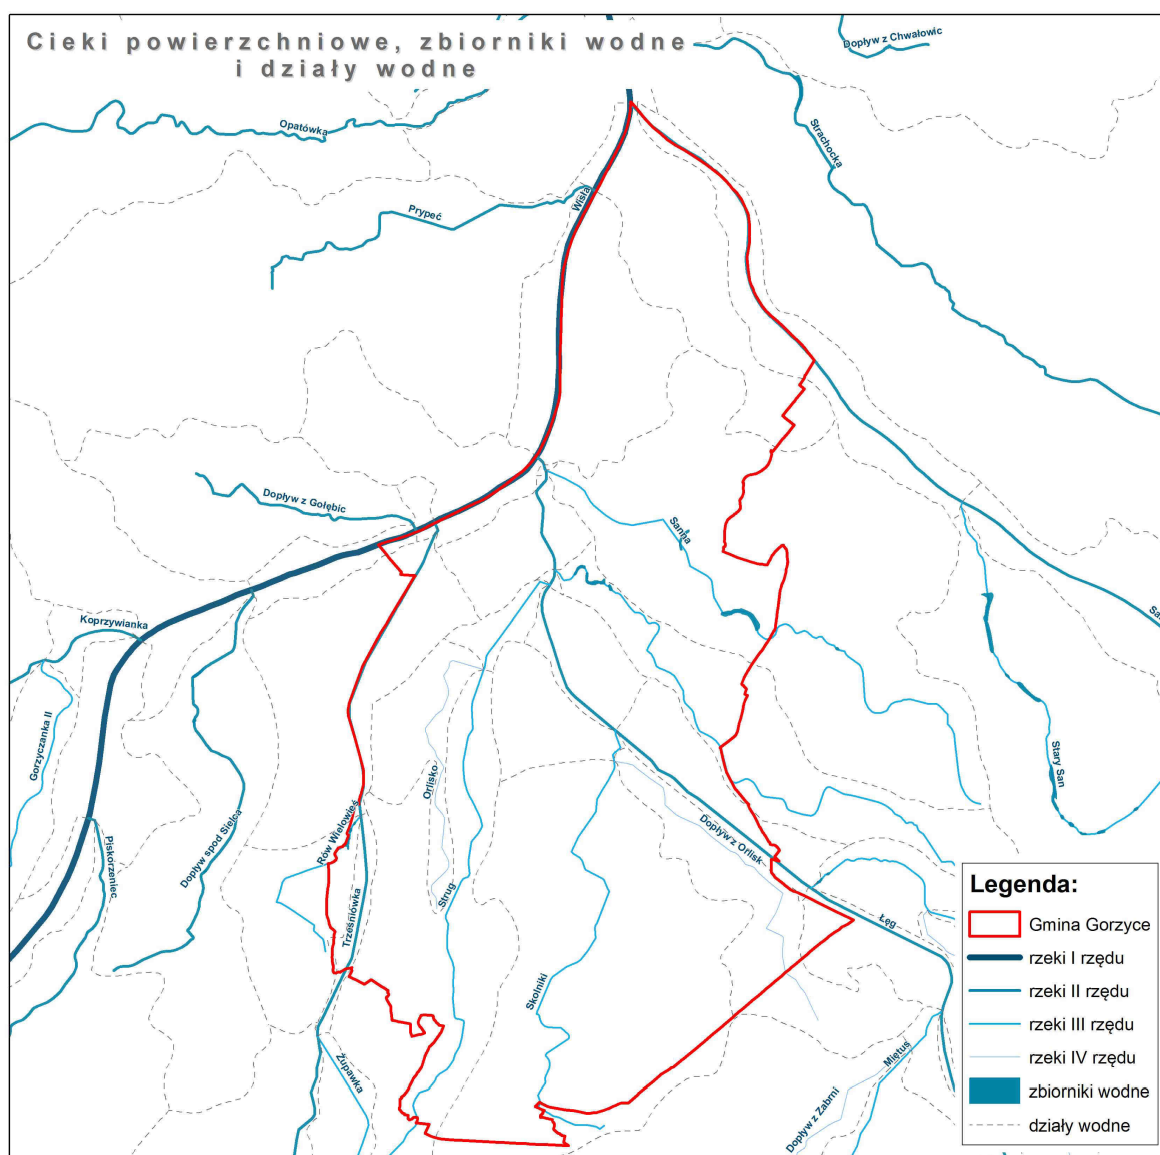 Cieki powierzchniowe, zbiorniki wodne
i działy wodne
Dopływ z Chwałowic
Opatówka
Strachocka
Wisła
Prypeć
Dopływ z Gołębic
Sanna
Koprzywianka
Sa
Gorzyczanka II
Stary San
Orlisko
Rów Wielowieś
Dopływ spod Sielca
Dopływ z Orlisk
Piskorzeniec
Strug
Trześniówka
Łęg
Skolniki
Żupawka
Miętus
Dopływ z Zabrni
Legenda:
Gmina Gorzyce
rzeki I rzędu
rzeki II rzędu
rzeki III rzędu
rzeki IV rzędu
zbiorniki wodne
działy wodne